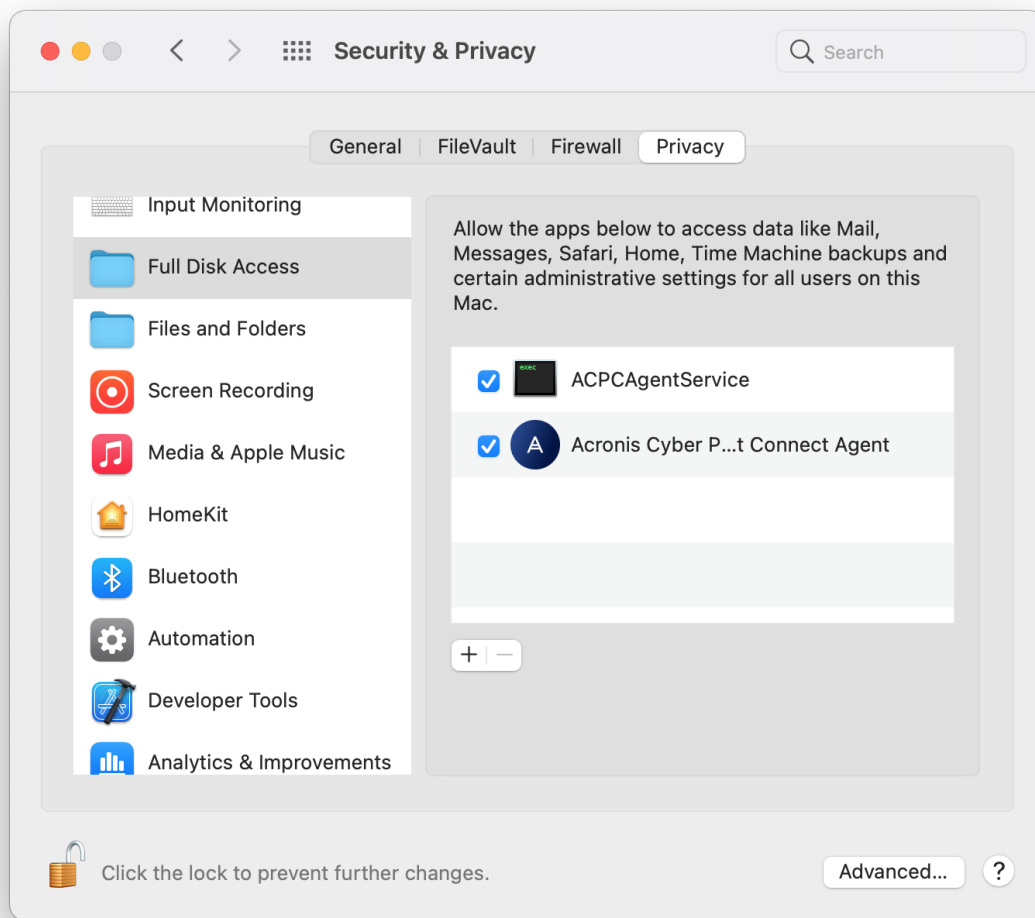 Security & Privacy
Search
General
FileVault
Firewall
Privacy
Input Monitoring
Full Disk Access
Files and Folders
Screen Recording
Media & Apple Music
HomeKit
Bluetooth
Automation
Developer Tools
Analytics & Improvements
Allow the apps below to access data like Mail,
Messages, Safari, Home, Time Machine backups and
certain administrative settings for all users on this
Mac.
exec
ACPCAgentService
Acronis Cyber P...t Connect Agent
Click the lock to prevent further changes.
Advanced...
?